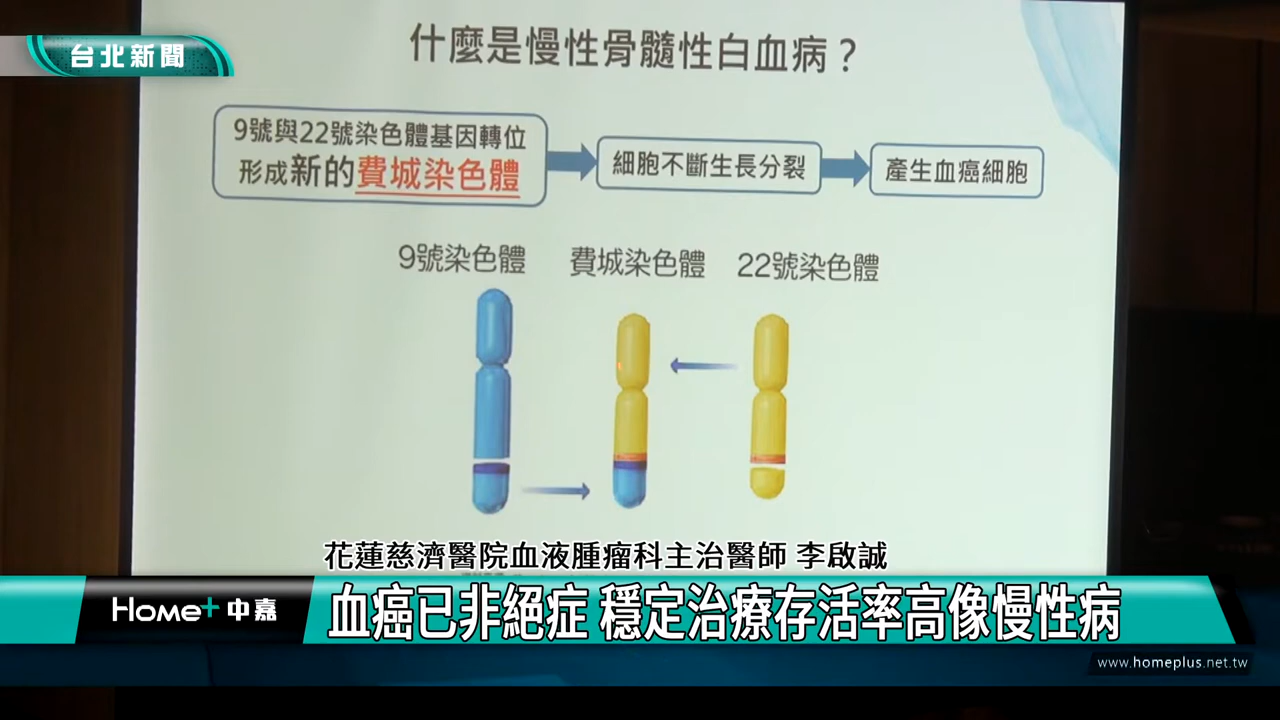 台北新聞
什麼是慢性骨髓性白血病？
9號與22號染色體基因轉位
形成新的費城染色體
細胞不斷生長分裂
產生血癌細胞
9號染色體
費城染色體
22號染色體
花蓮慈濟醫院血液腫瘤科主治醫師 李啟誠
Home+中嘉
血癌已非絕症 穩定治療存活率高像慢性病
www.homeplus.net.tw